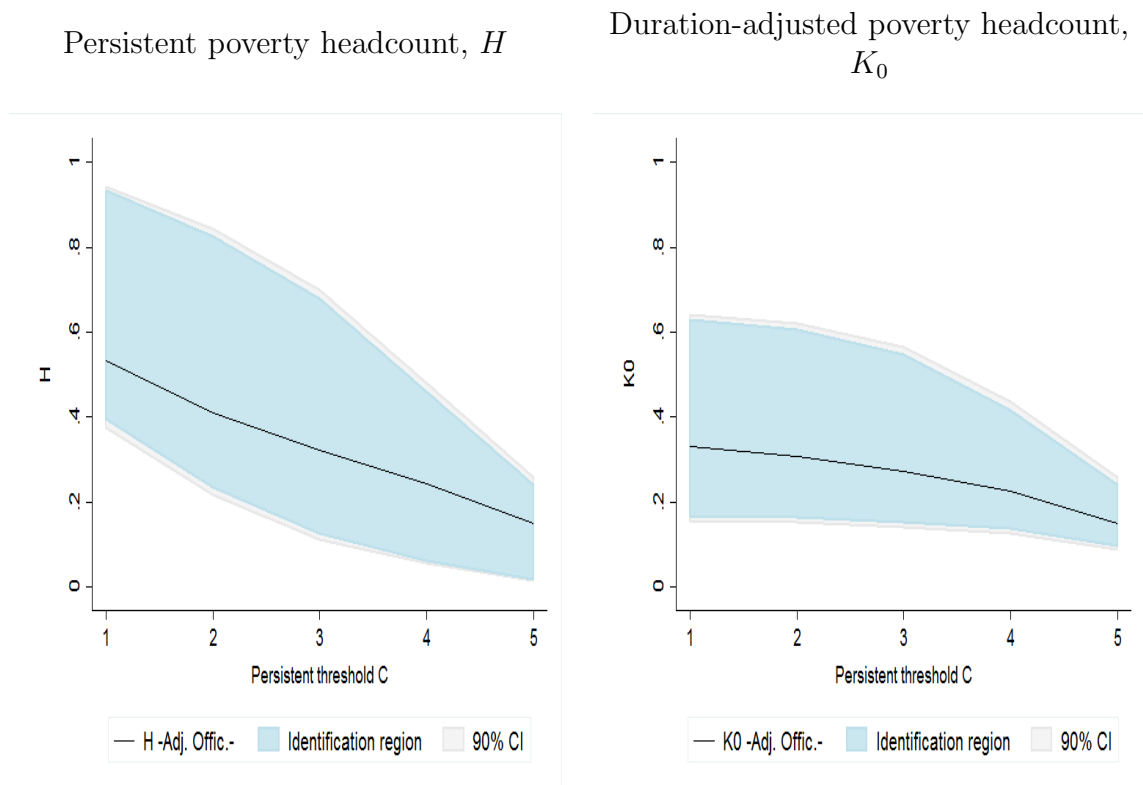 Persistent poverty headcount, H
Duration-adjusted poverty headcount,
K0
1
.8
.6
.4
.2
0
H
1 2 3 4 5
Persistent threshold C
H -Adj. Offic.- Identification region 90% CI
1
.8
.6
.4
.2
0
K0
1 2 3 4 5
Persistent threshold C
K0 -Adj. Offic.- Identification region 90% CI